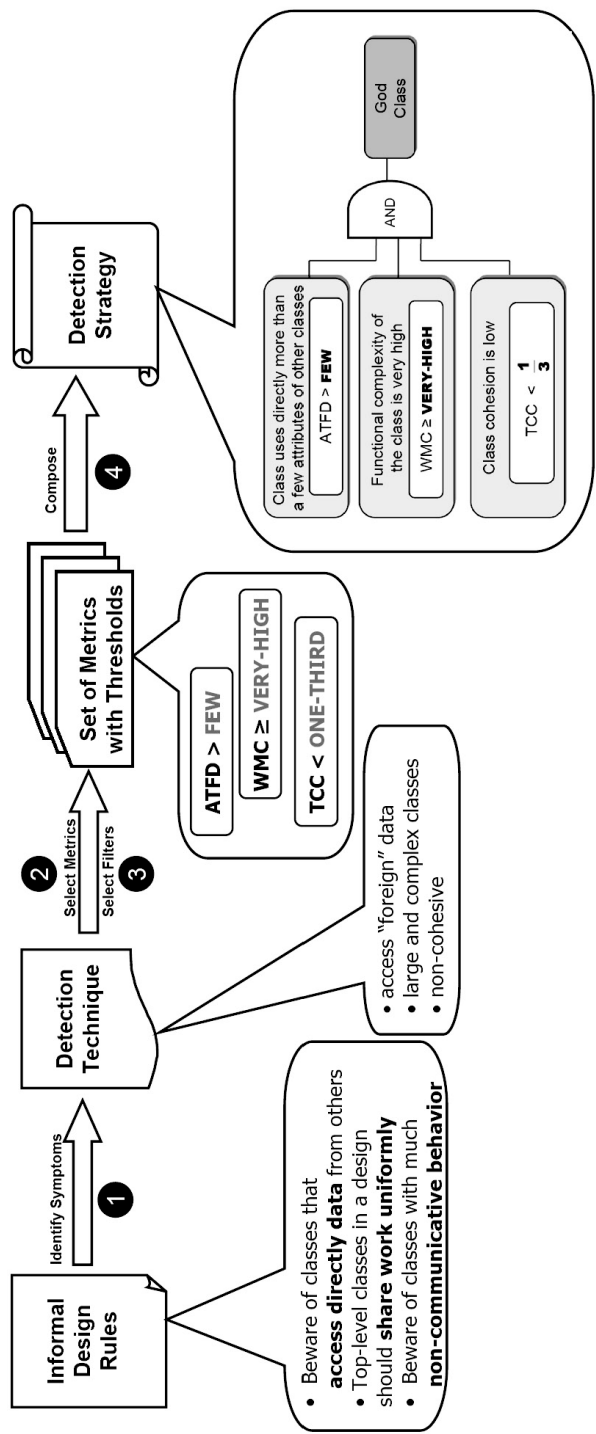 Informal
Design
Rules
Identify Symptoms
1
Detection
Technique
2
Select Metrics
Select Filters
3
Set of Metrics
with Thresholds
Compose
4
Detection
Strategy
• Beware of classes that
access directly data from others
• Top-level classes in a design
should share work uniformly
• Beware of classes with much
non-communicative behavior
• access "foreign" data
• large and complex classes
• non-cohesive
ATFD > FEW
WMC ≥ VERY-HIGH
TCC < ONE-THIRD
Class uses directly more than
a few attributes of other classes
ATFD > FEW
Functional complexity of
the class is very high
WMC ≥ VERY-HIGH
Class cohesion is low
TCC < 1/3
AND
God
Class